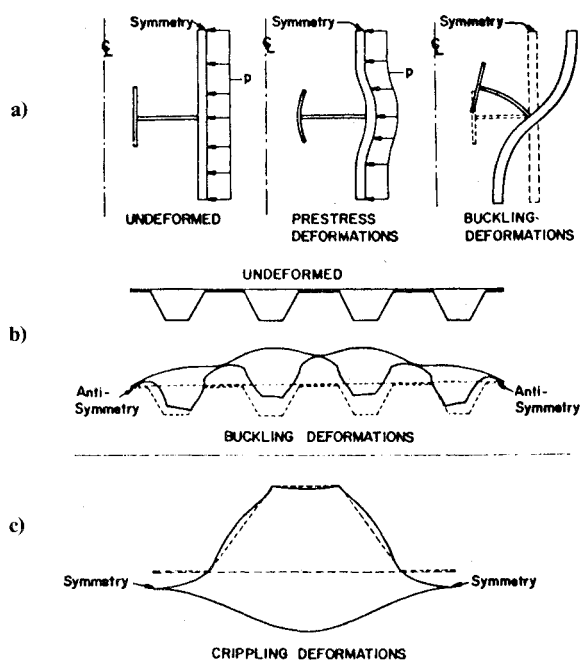 a)
Symmetry
℄
p
UNDEFORMED
Symmetry
℄
p
PRESTRESS
DEFORMATIONS
Symmetry
℄
BUCKLING-
DEFORMATIONS
b)
UNDEFORMED
Anti-
Symmetry
Anti-
Symmetry
BUCKLING DEFORMATIONS
c)
Symmetry
Symmetry
CRIPPLING DEFORMATIONS